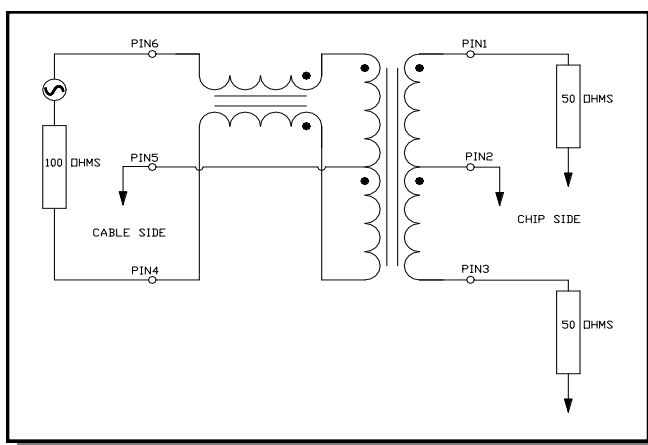 PIN6
PIN1
50 OHMS
100 OHMS
PIN5
PIN2
CABLE SIDE
CHIP SIDE
PIN4
PIN3
50 OHMS